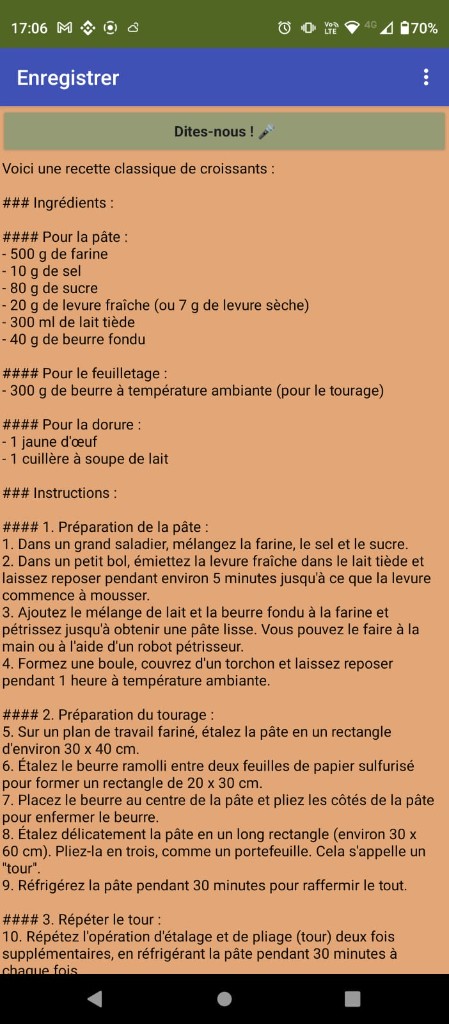 17:06
VoLTE
4G
70%
Enregistrer
Dites-nous ! 🎤
Voici une recette classique de croissants :
### Ingrédients :
#### Pour la pâte :
- 500 g de farine
- 10 g de sel
- 80 g de sucre
- 20 g de levure fraîche (ou 7 g de levure sèche)
- 300 ml de lait tiède
- 40 g de beurre fondu
#### Pour le feuilletage :
- 300 g de beurre à température ambiante (pour le tourage)
#### Pour la dorure :
- 1 jaune d'œuf
- 1 cuillère à soupe de lait
### Instructions :
#### 1. Préparation de la pâte :
1. Dans un grand saladier, mélangez la farine, le sel et le sucre.
2. Dans un petit bol, émiettez la levure fraîche dans le lait tiède et
laissez reposer pendant environ 5 minutes jusqu'à ce que la levure
commence à mousser.
3. Ajoutez le mélange de lait et la beurre fondu à la farine et
pétrissez jusqu'à obtenir une pâte lisse. Vous pouvez le faire à la
main ou à l'aide d'un robot pétrisseur.
4. Formez une boule, couvrez d'un torchon et laissez reposer
pendant 1 heure à température ambiante.
#### 2. Préparation du tourage :
5. Sur un plan de travail fariné, étalez la pâte en un rectangle
d'environ 30 x 40 cm.
6. Étalez le beurre ramolli entre deux feuilles de papier sulfurisé
pour former un rectangle de 20 x 30 cm.
7. Placez le beurre au centre de la pâte et pliez les côtés de la pâte
pour enfermer le beurre.
8. Étalez délicatement la pâte en un long rectangle (environ 30 x
60 cm). Pliez-la en trois, comme un portefeuille. Cela s'appelle un
"tour".
9. Réfrigérez la pâte pendant 30 minutes pour raffermir le tout.
#### 3. Répéter le tour :
10. Répétez l'opération d'étalage et de pliage (tour) deux fois
supplémentaires, en réfrigérant la pâte pendant 30 minutes à
chaque fois